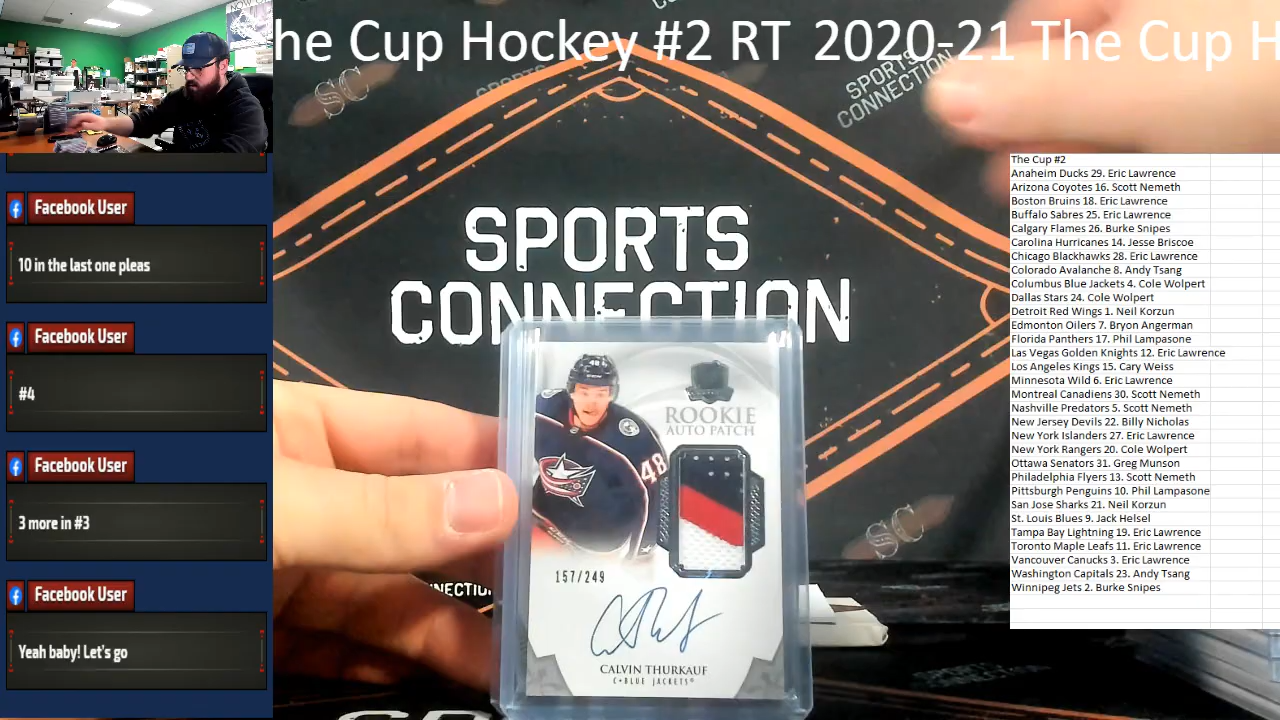 he Cup Hockey #2 RT 2020-21 The Cup H
SC
SPORTS
SPORTS
CONNECTION
SPORTS
CONNECTION
Facebook User
10 in the last one pleas
Facebook User
#4
Facebook User
3 more in #3
Facebook User
Yeah baby! Let's go
48
ROOKIE
AUTO PATCH
48
157/249
CALVIN THURKAUF
C • BLUE JACKETS®
SC
NECTION
SPORTS
CONNECTION
The Cup #2
Anaheim Ducks 29. Eric Lawrence
Arizona Coyotes 16. Scott Nemeth
Boston Bruins 18. Eric Lawrence
Buffalo Sabres 25. Eric Lawrence
Calgary Flames 26. Burke Snipes
Carolina Hurricanes 14. Jesse Briscoe
Chicago Blackhawks 28. Eric Lawrence
Colorado Avalanche 8. Andy Tsang
Columbus Blue Jackets 4. Cole Wolpert
Dallas Stars 24. Cole Wolpert
Detroit Red Wings 1. Neil Korzun
Edmonton Oilers 7. Bryon Angerman
Florida Panthers 17. Phil Lampasone
Las Vegas Golden Knights 12. Eric Lawrence
Los Angeles Kings 15. Cary Weiss
Minnesota Wild 6. Eric Lawrence
Montreal Canadiens 30. Scott Nemeth
Nashville Predators 5. Scott Nemeth
New Jersey Devils 22. Billy Nicholas
New York Islanders 27. Eric Lawrence
New York Rangers 20. Cole Wolpert
Ottawa Senators 31. Greg Munson
Philadelphia Flyers 13. Scott Nemeth
Pittsburgh Penguins 10. Phil Lampasone
San Jose Sharks 21. Neil Korzun
St. Louis Blues 9. Jack Helsel
Tampa Bay Lightning 19. Eric Lawrence
Toronto Maple Leafs 11. Eric Lawrence
Vancouver Canucks 3. Eric Lawrence
Washington Capitals 23. Andy Tsang
Winnipeg Jets 2. Burke Snipes